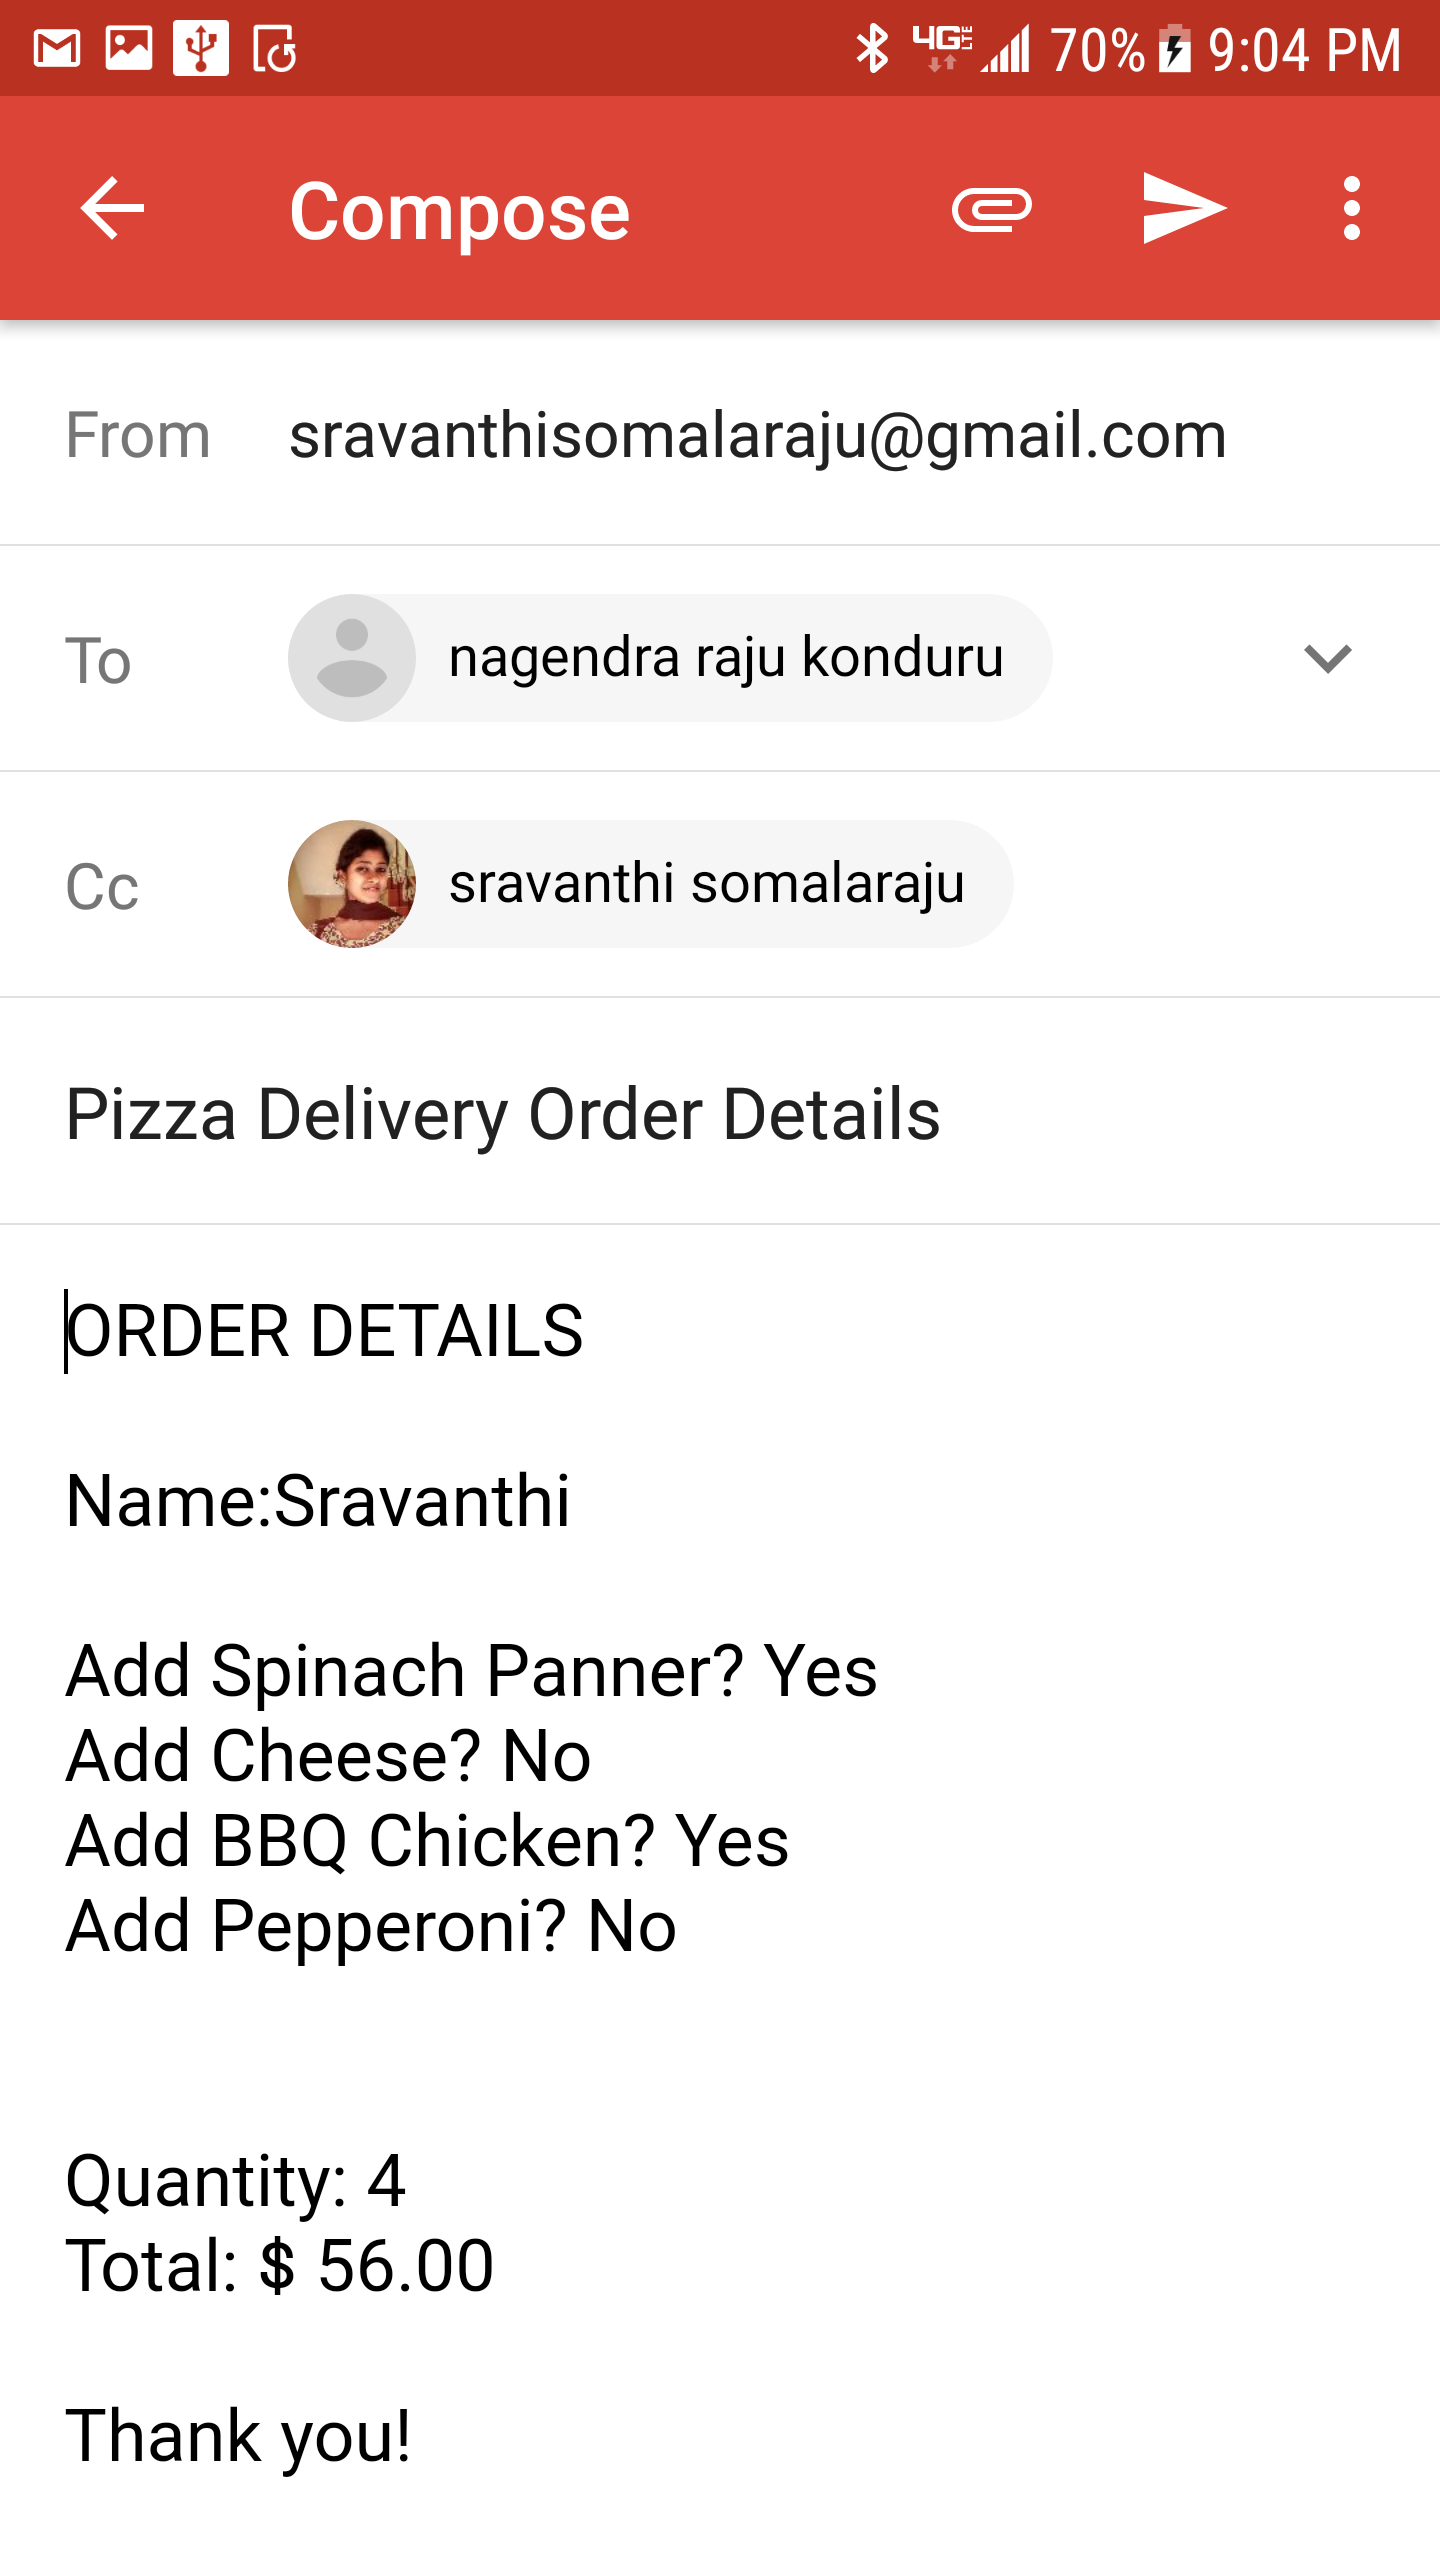 4G LTE 70% 9:04 PM
Compose
From sravanthisomalaraju@gmail.com
To nagendra raju konduru
Cc sravanthi somalaraju
Pizza Delivery Order Details
ORDER DETAILS
Name:Sravanthi
Add Spinach Panner? Yes
Add Cheese? No
Add BBQ Chicken? Yes
Add Pepperoni? No
Quantity: 4
Total: $ 56.00
Thank you!